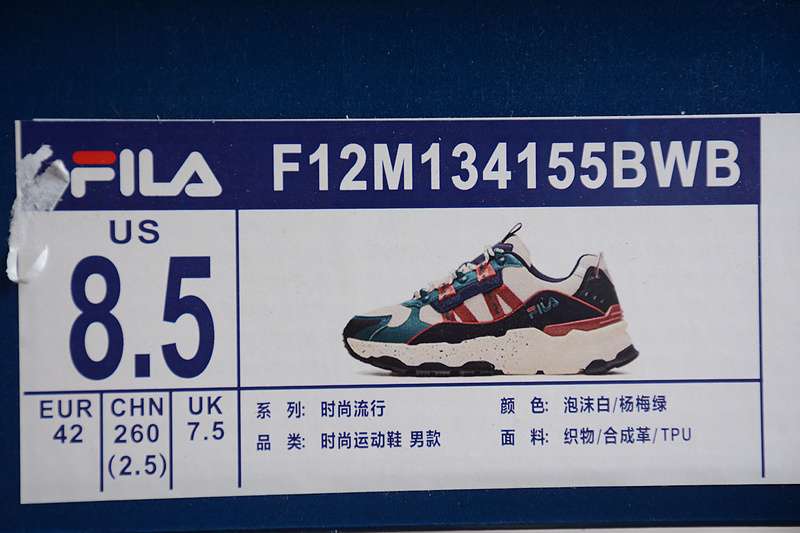 FILA F12M134155BWB
US
8.5
EUR 42
CHN 260 (2.5)
UK 7.5
系 列: 时尚流行
品 类: 时尚运动鞋 男款
颜 色: 泡沫白/杨梅绿
面 料: 织物/合成革/TPU
FILA